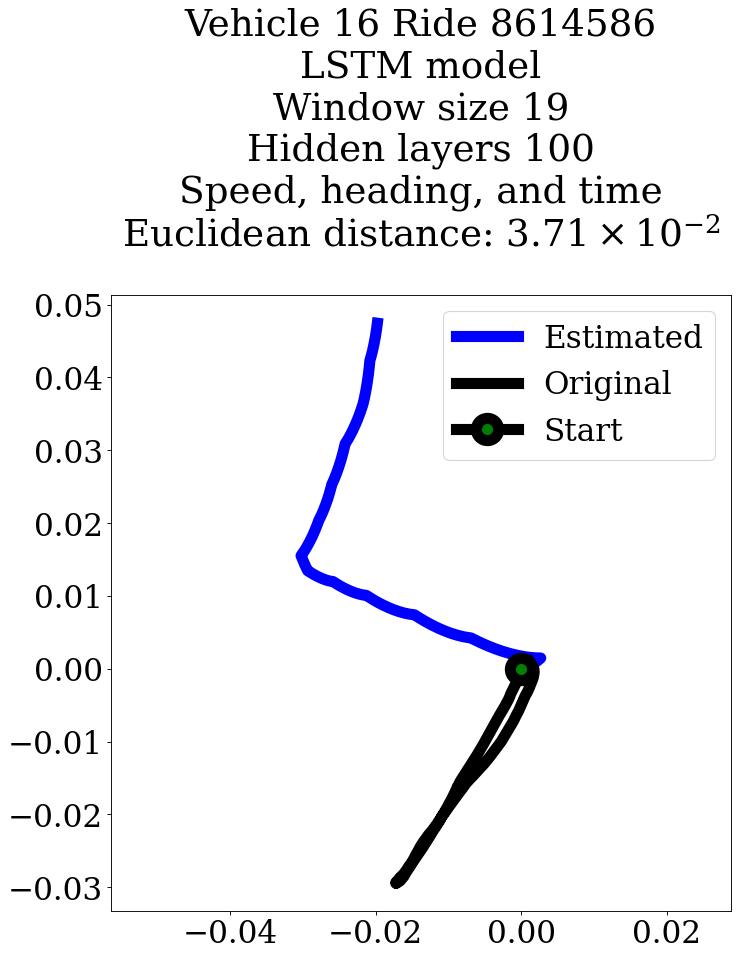 Vehicle 16 Ride 8614586
LSTM model
Window size 19
Hidden layers 100
Speed, heading, and time
Euclidean distance: 3.71 × 10⁻²
0.05
Estimated
0.04
Original
Start
0.03
0.02
0.01
0.00
−0.01
−0.02
−0.03
−0.04 −0.02 0.00 0.02